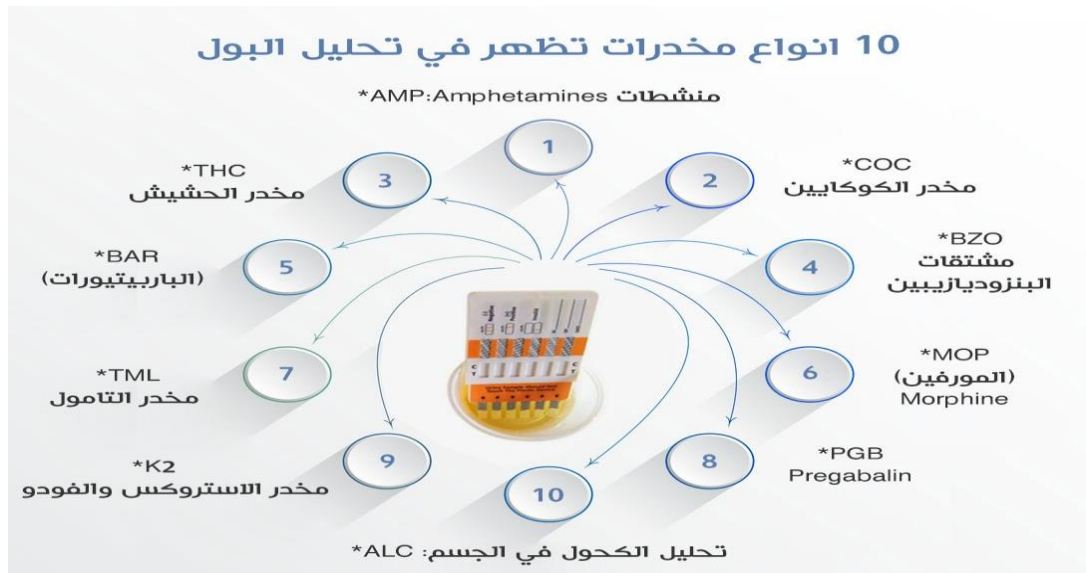 10 انواع مخدرات تظهر في تحليل البول
*AMP:Amphetamines منشطات
1
*COC
مخدر الكوكايين
2
*THC
مخدر الحشيش
3
*BZO
مشتقات
البنزوديازيبين
4
*BAR
(الباربيتيورات)
5
*MOP
(المورفين)
Morphine
6
*TML
مخدر التامول
7
*PGB
Pregabalin
8
*K2
مخدر الاستروكس والفودو
9
10
تحليل الكحول في الجسم: ALC*